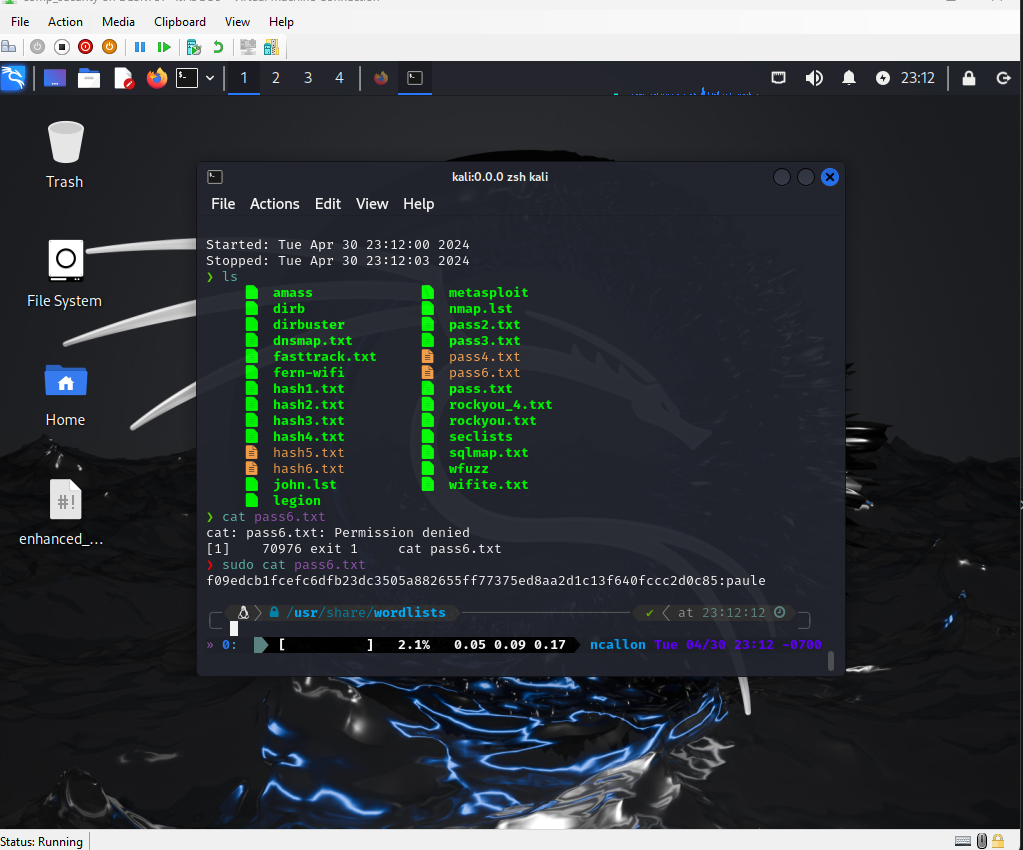 File Action Media Clipboard View Help
1 2 3 4 23:12
Trash
File System
Home
enhanced_...
kali:0.0.0 zsh kali
File Actions Edit View Help
Started: Tue Apr 30 23:12:00 2024
Stopped: Tue Apr 30 23:12:03 2024
❯ ls
amass metasploit
dirb nmap.lst
dirbuster pass2.txt
dnsmap.txt pass3.txt
fasttrack.txt pass4.txt
fern-wifi pass6.txt
hash1.txt pass.txt
hash2.txt rockyou_4.txt
hash3.txt rockyou.txt
hash4.txt seclists
hash5.txt sqlmap.txt
hash6.txt wfuzz
john.lst wifite.txt
legion
❯ cat pass6.txt
cat: pass6.txt: Permission denied
[1] 70976 exit 1 cat pass6.txt
❯ sudo cat pass6.txt
f09edcb1fcefc6dfb23dc3505a882655ff77375ed8aa2d1c13f640fccc2d0c85:paule
/usr/share/wordlists ✔ at 23:12:12
» 0: [ ] 2.1% 0.05 0.09 0.17 ncallon Tue 04/30 23:12 -0700
Status: Running